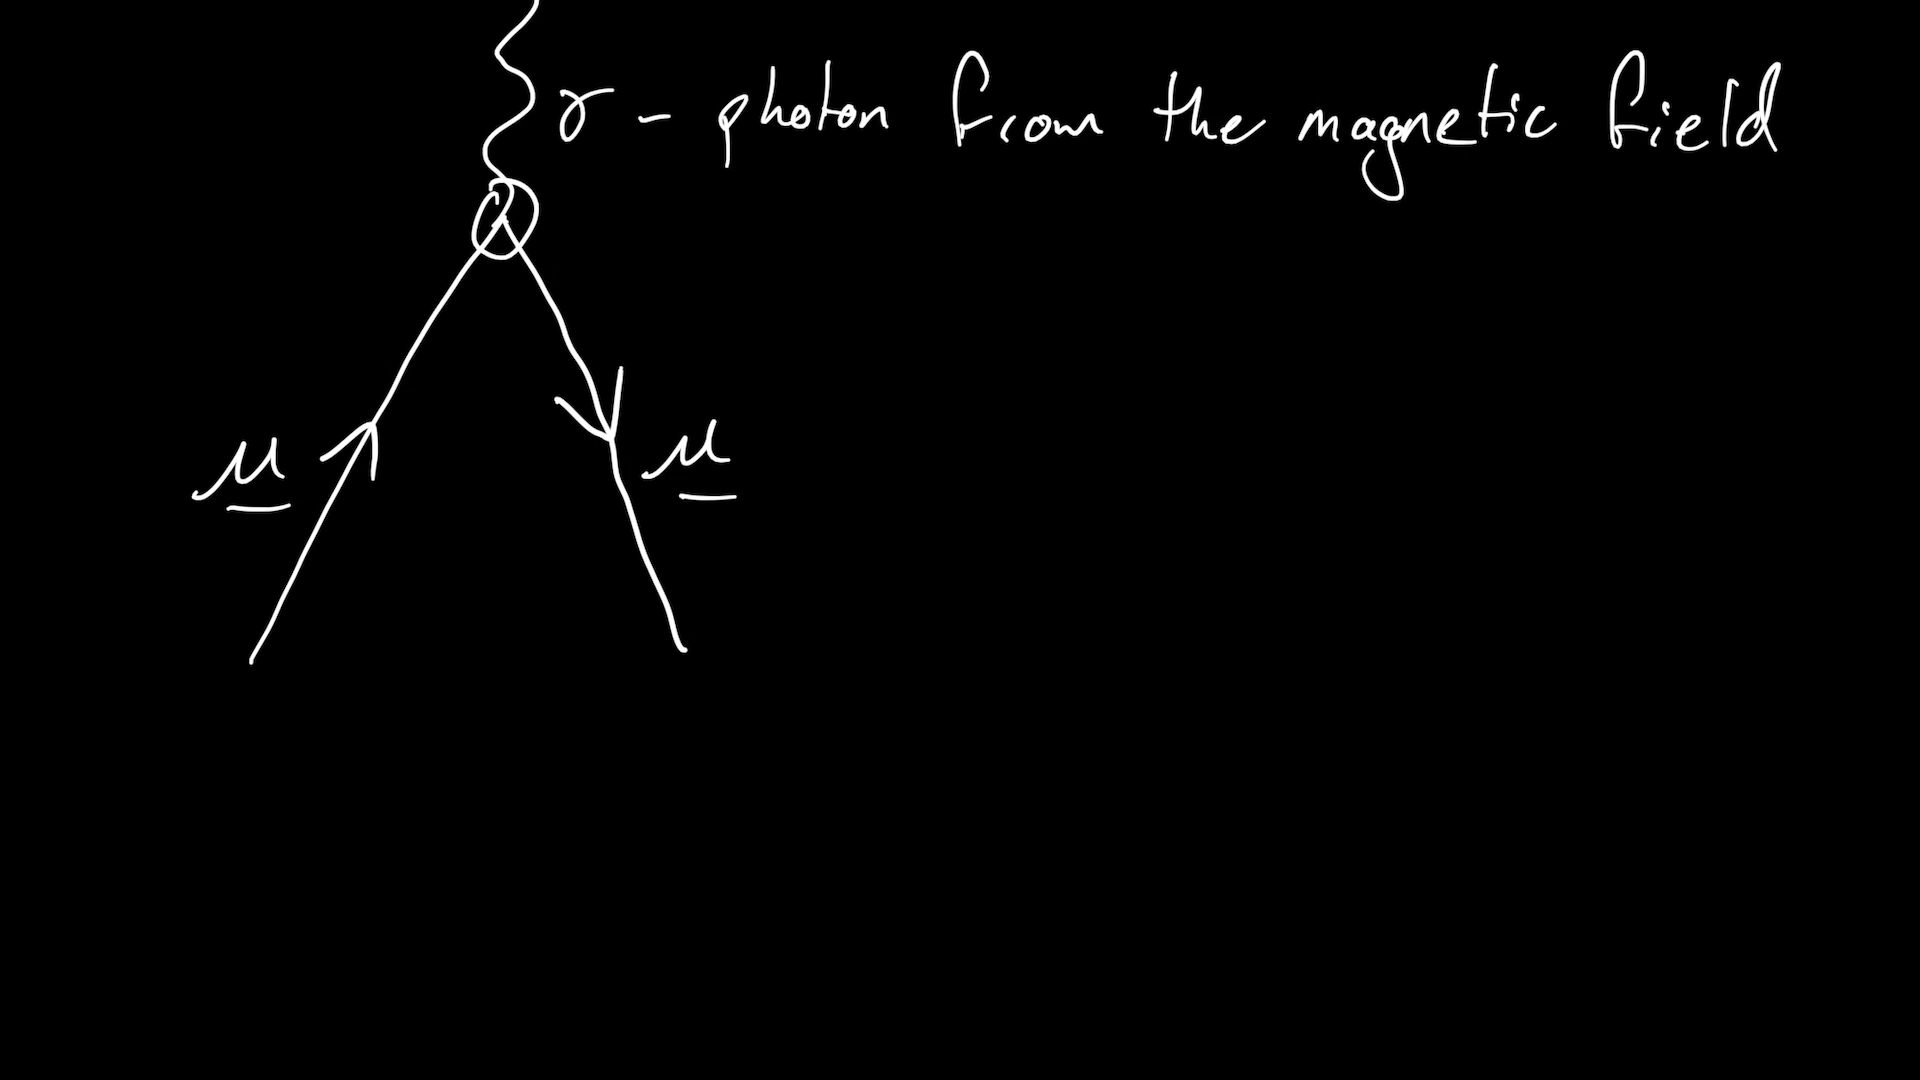 γ - photon from the magnetic field
μ μ